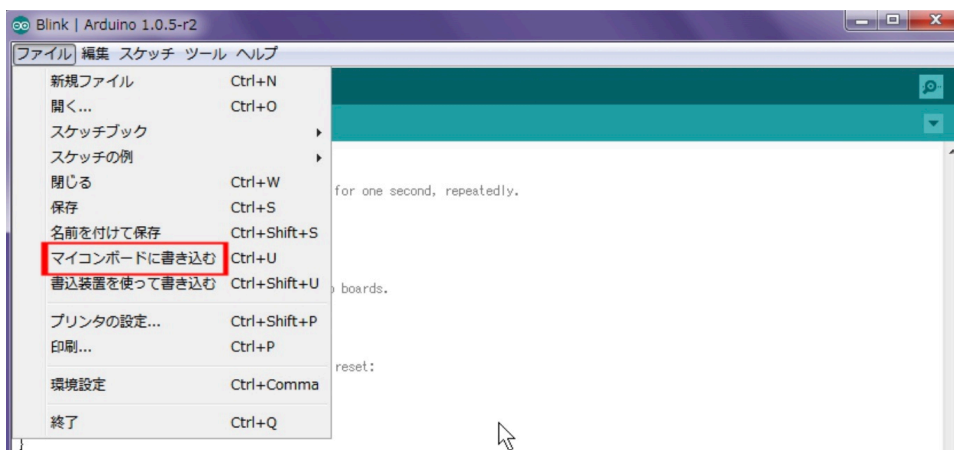 Blink | Arduino 1.0.5-r2
ファイル 編集 スケッチ ツール ヘルプ
新規ファイル Ctrl+N
開く... Ctrl+O
スケッチブック
スケッチの例
閉じる Ctrl+W
for one second, repeatedly.
保存 Ctrl+S
名前を付けて保存 Ctrl+Shift+S
マイコンボードに書き込む Ctrl+U
書込装置を使って書き込む Ctrl+Shift+U
boards.
プリンタの設定... Ctrl+Shift+P
印刷... Ctrl+P
reset:
環境設定 Ctrl+Comma
終了 Ctrl+Q
}